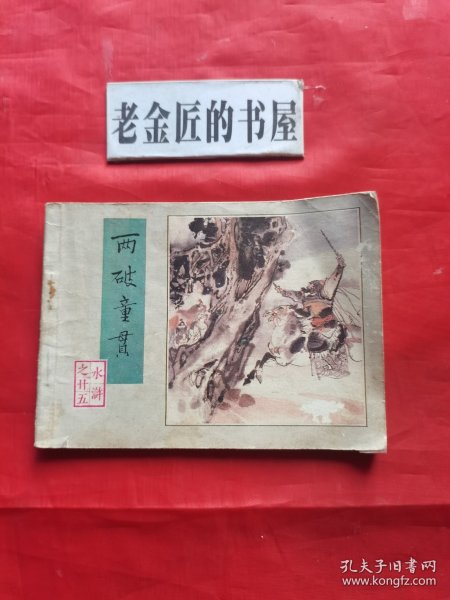 老金匠的书屋
两破童贯
水浒
之廿五
孔夫子旧书网
www.kongfz.com